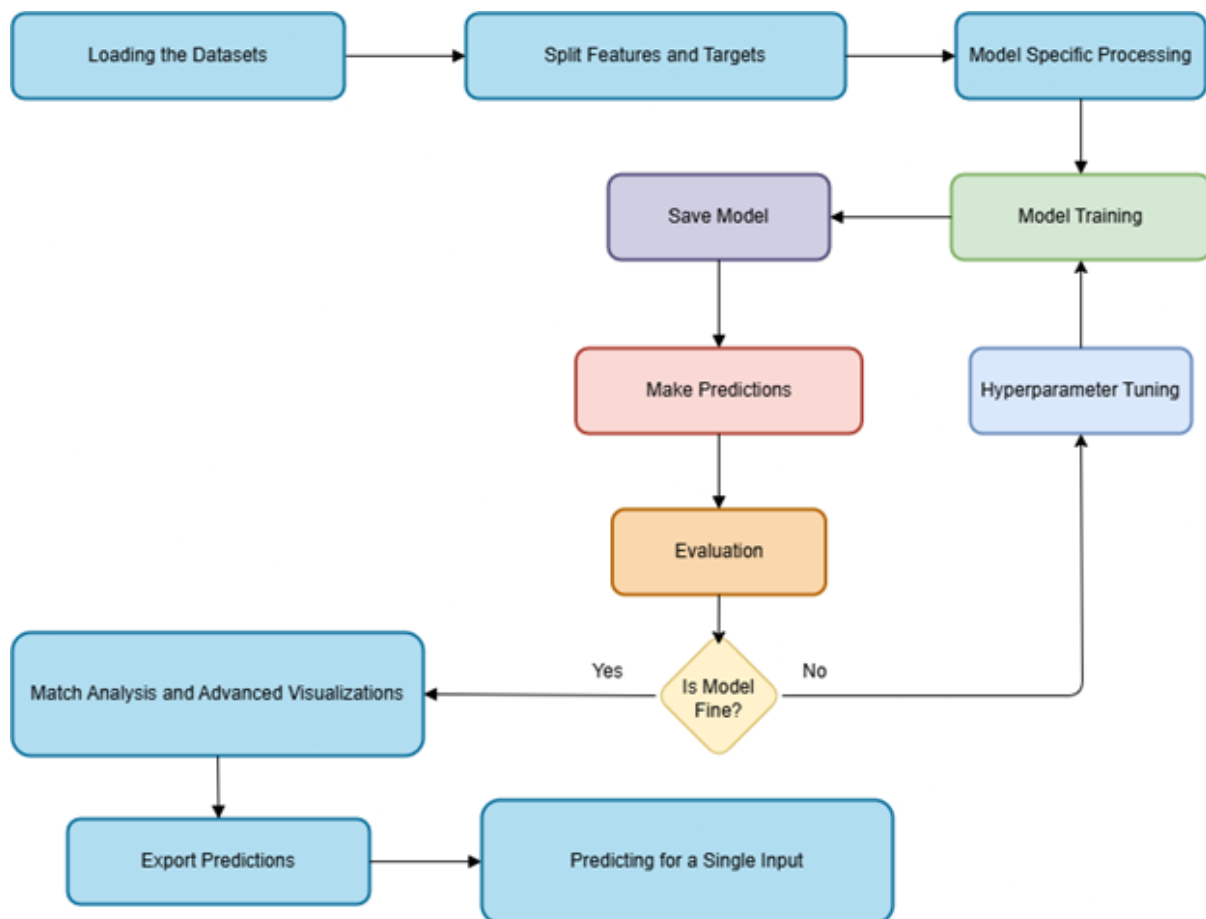 Loading the Datasets
Split Features and Targets
Model Specific Processing
Save Model
Model Training
Make Predictions
Hyperparameter Tuning
Evaluation
Yes
No
Is Model
Fine?
Match Analysis and Advanced Visualizations
Export Predictions
Predicting for a Single Input